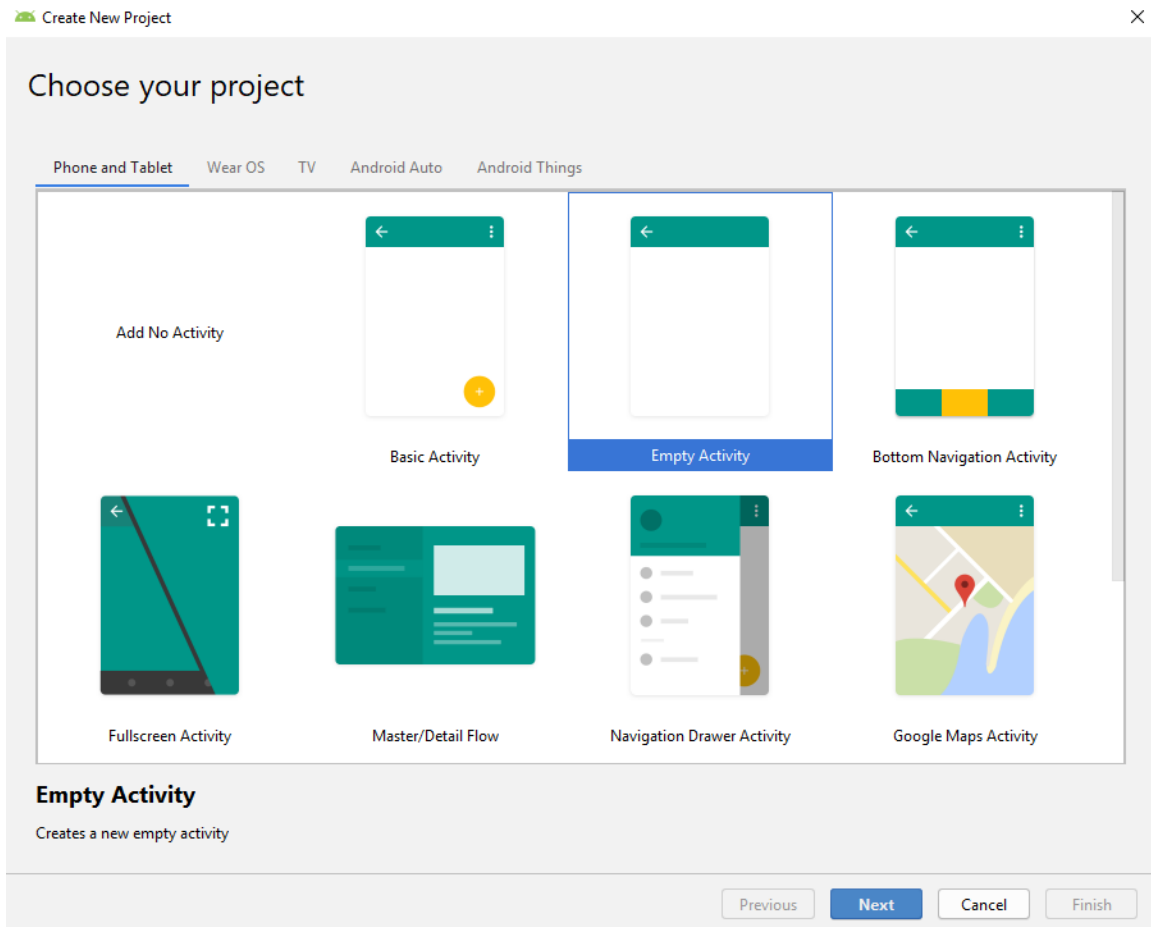 Create New Project
Choose your project
Phone and Tablet Wear OS TV Android Auto Android Things
Add No Activity
Basic Activity
Empty Activity
Bottom Navigation Activity
Fullscreen Activity
Master/Detail Flow
Navigation Drawer Activity
Google Maps Activity
Empty Activity
Creates a new empty activity
Previous Next Cancel Finish